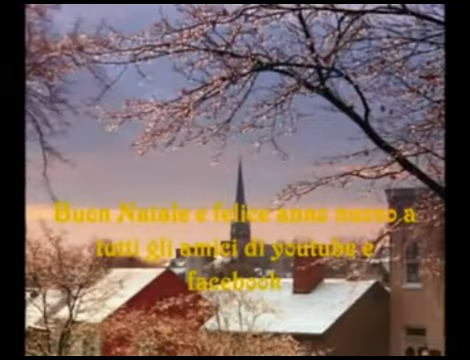 Buon Natale e felice anno nuovo a
tutti gli amici di youtube e
facebook